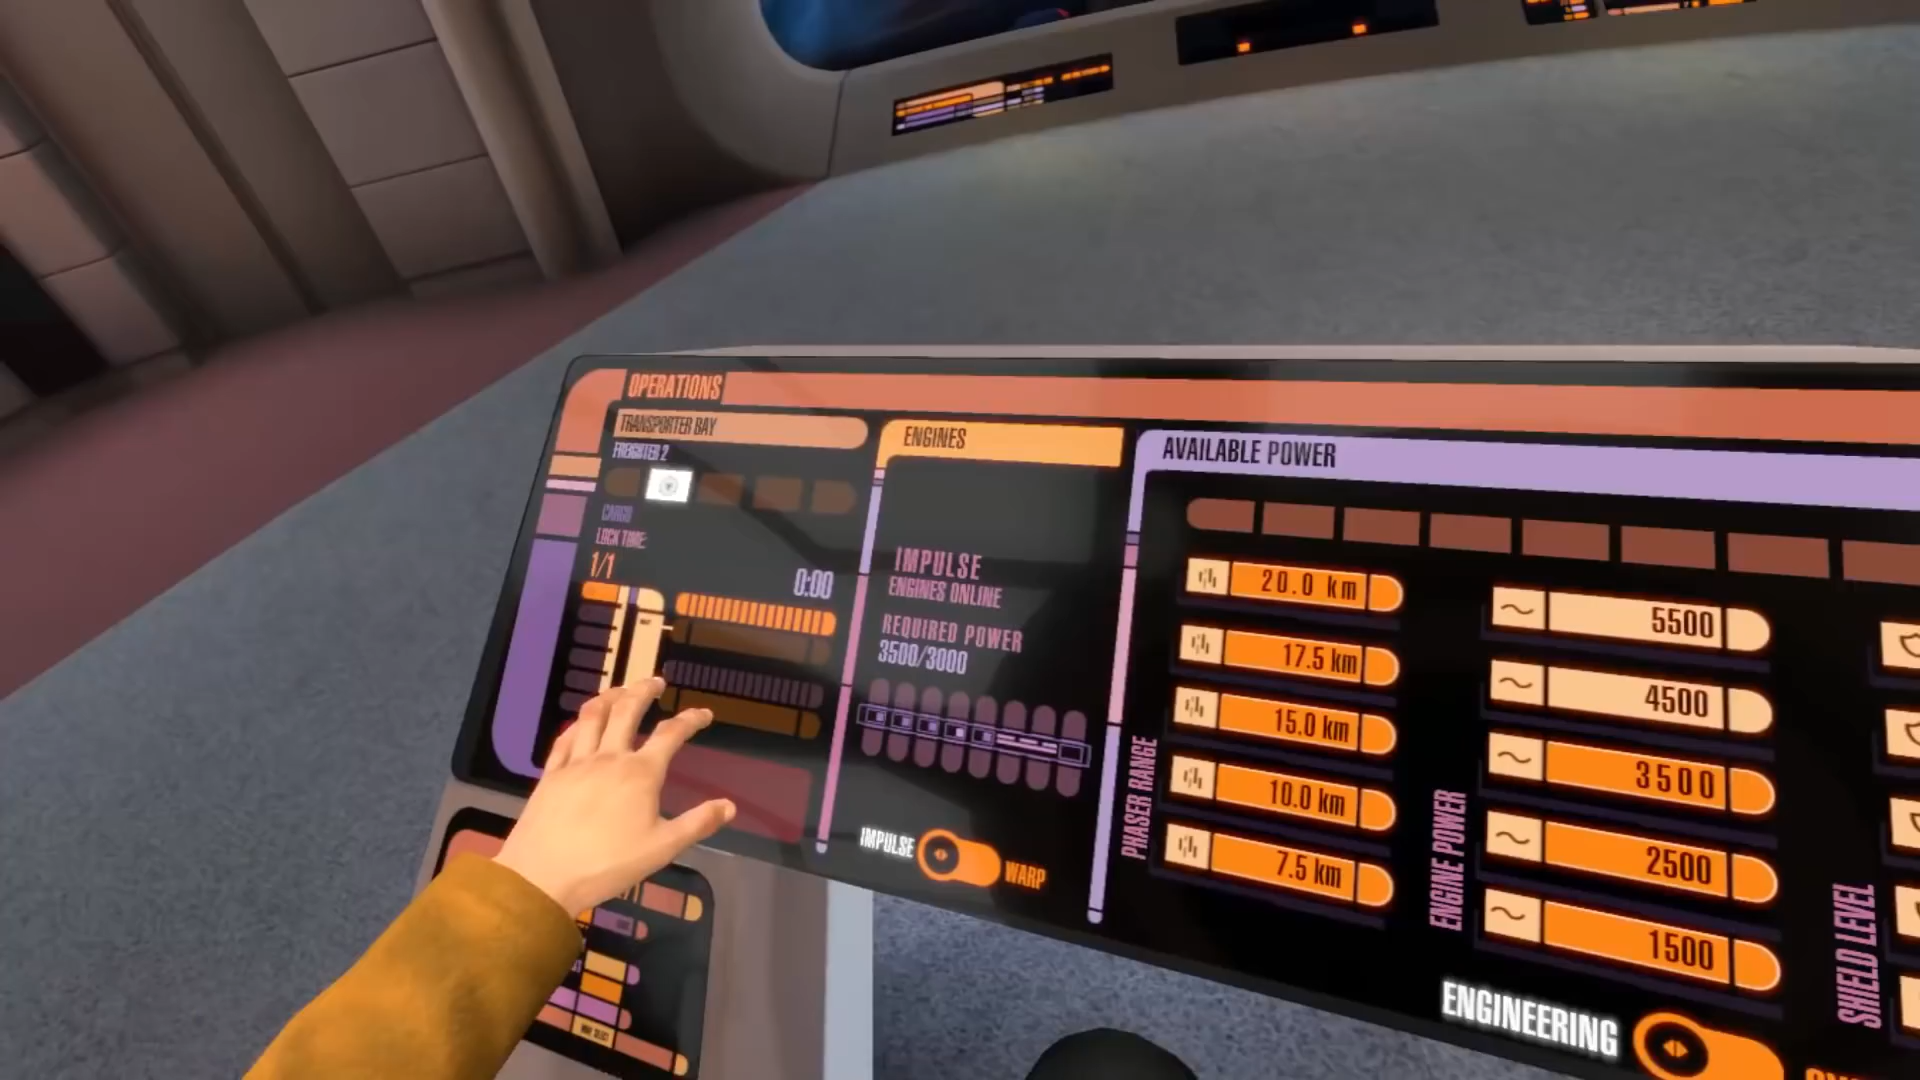 OPERATIONS
TRANSPORTER BAY
FREIGHTER 2
CARGO
LOCK TIME:
1/1
0:00
ENGINES
IMPULSE
ENGINES ONLINE
REQUIRED POWER
3500/3000
IMPULSE
WARP
AVAILABLE POWER
PHASER RANGE
20.0 km
17.5 km
15.0 km
10.0 km
7.5 km
ENGINE POWER
5500
4500
3500
2500
1500
SHIELD LEVEL
ENGINEERING